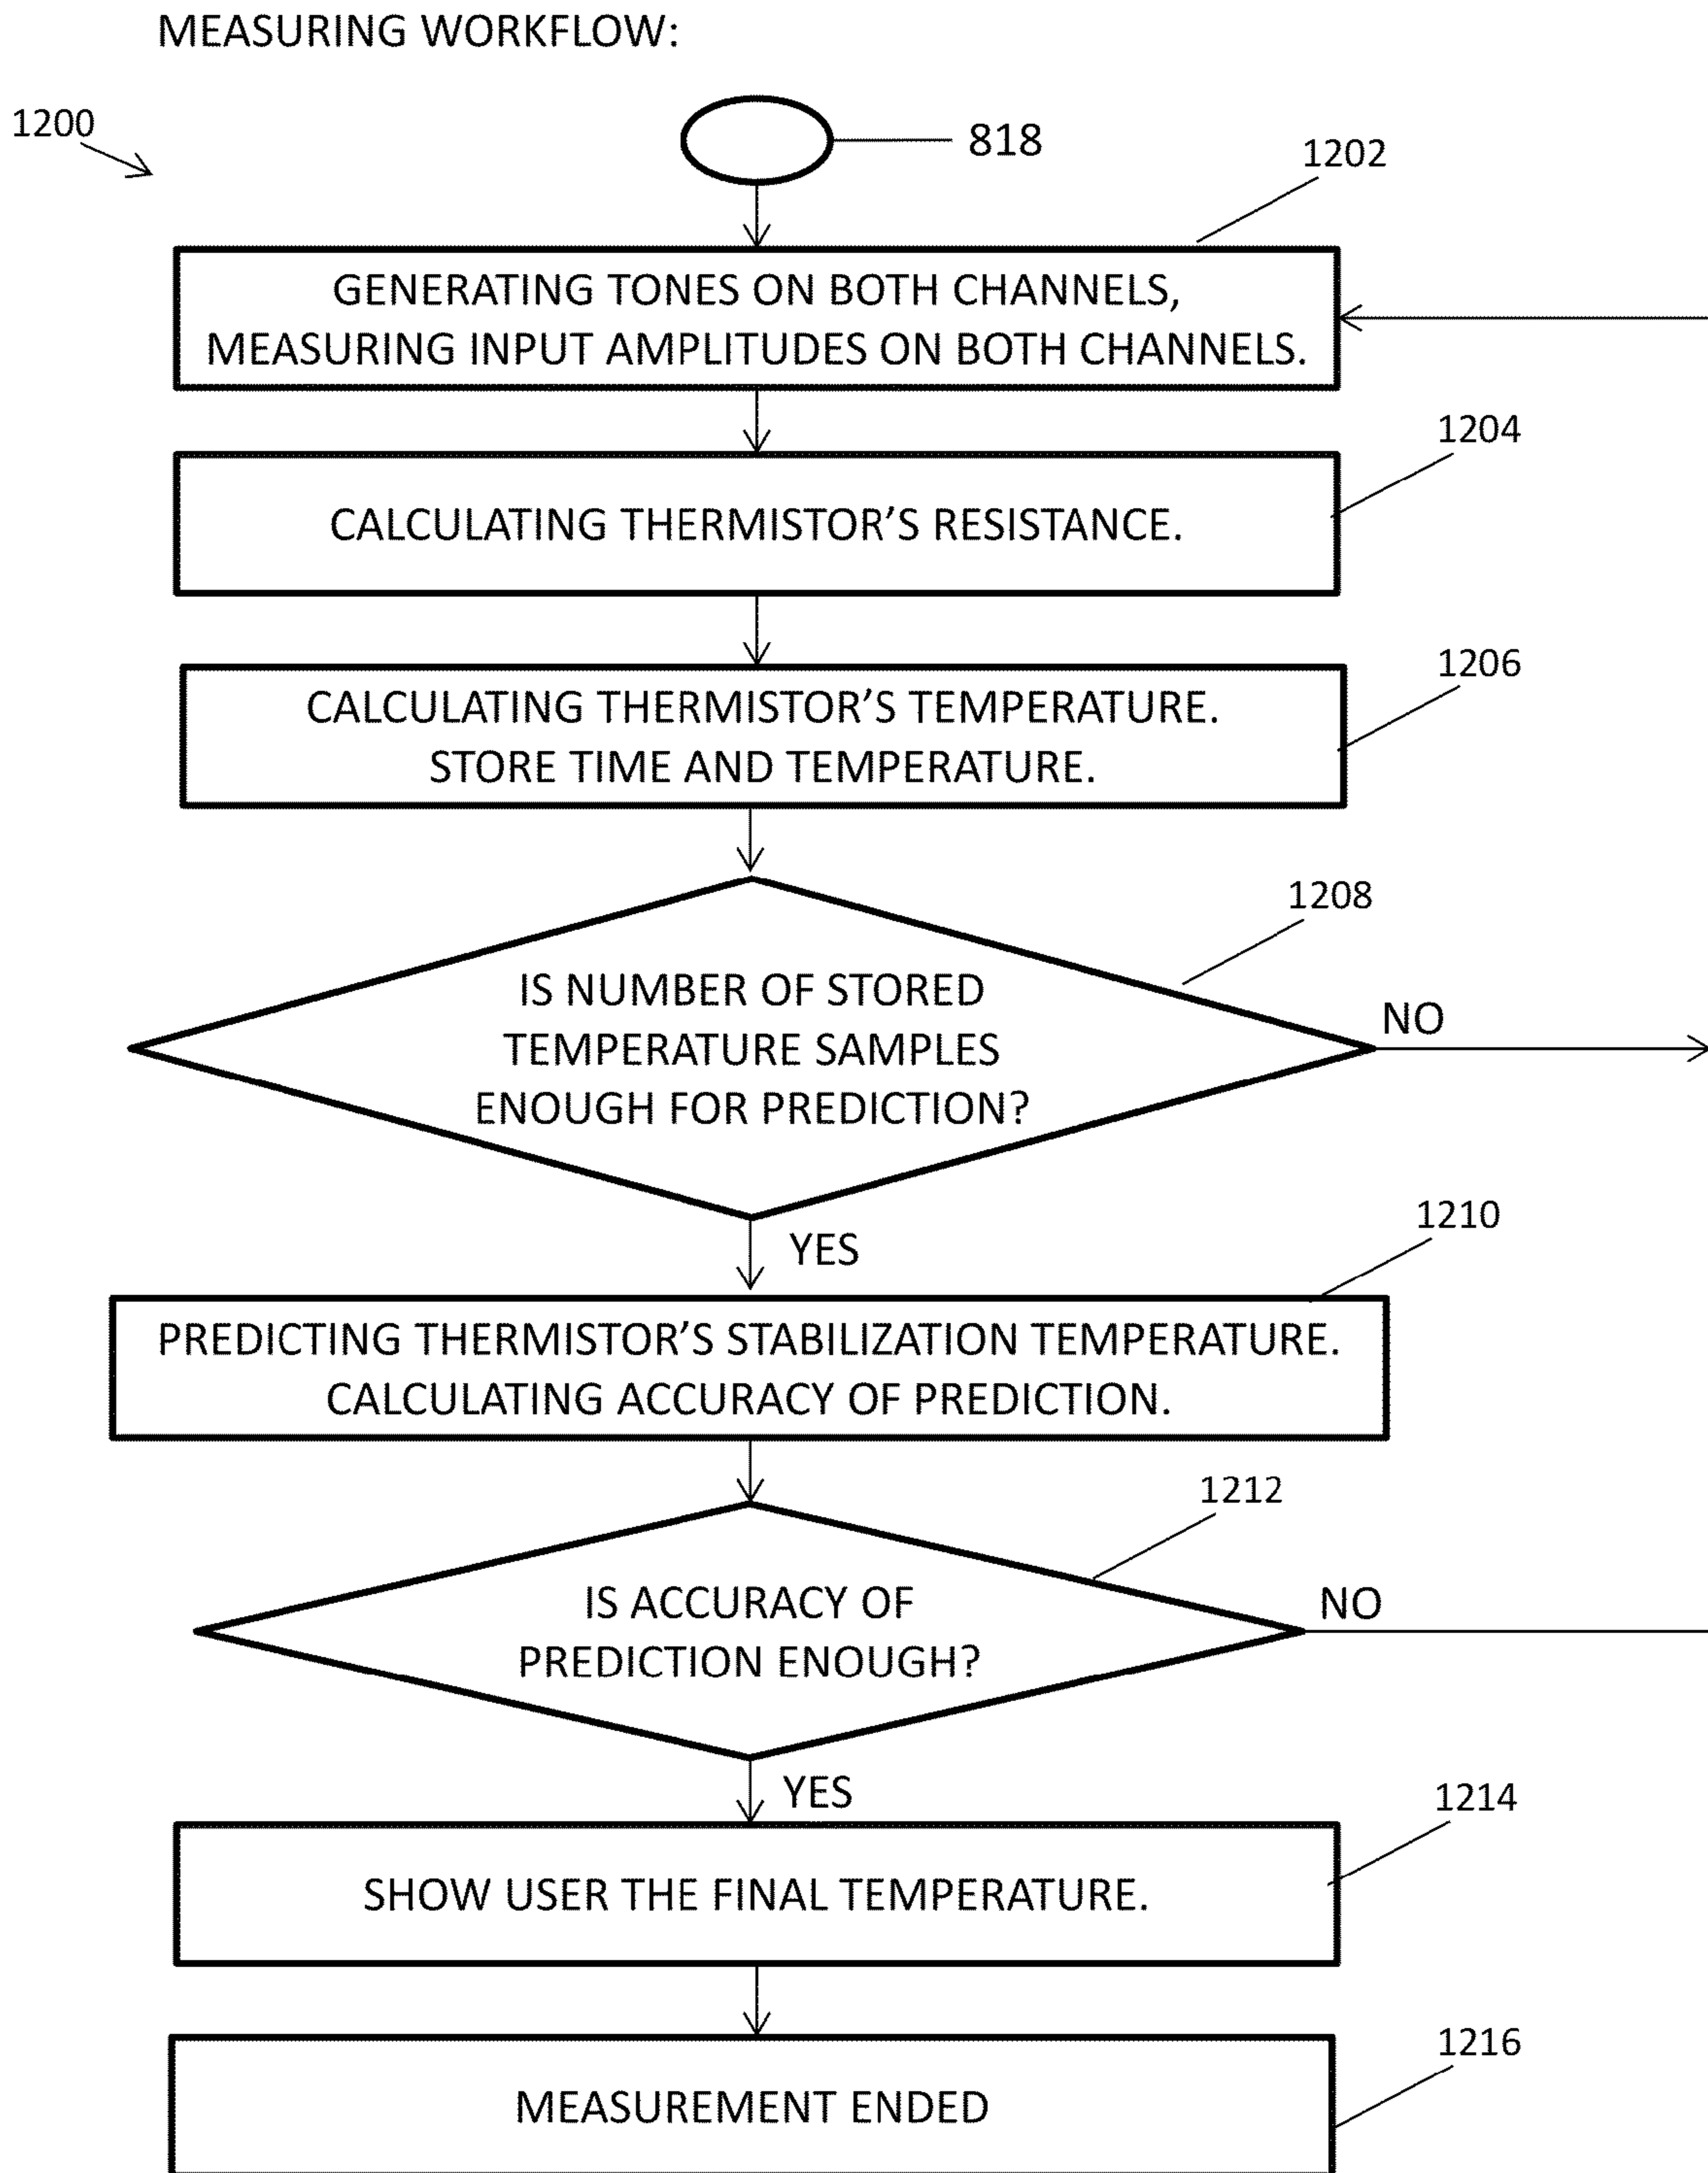 MEASURING WORKFLOW:
1200
818
1202
GENERATING TONES ON BOTH CHANNELS,
MEASURING INPUT AMPLITUDES ON BOTH CHANNELS.
1204
CALCULATING THERMISTOR’S RESISTANCE.
1206
CALCULATING THERMISTOR’S TEMPERATURE.
STORE TIME AND TEMPERATURE.
1208
IS NUMBER OF STORED
TEMPERATURE SAMPLES
ENOUGH FOR PREDICTION?
NO
YES
1210
PREDICTING THERMISTOR’S STABILIZATION TEMPERATURE.
CALCULATING ACCURACY OF PREDICTION.
1212
IS ACCURACY OF
PREDICTION ENOUGH?
NO
YES
1214
SHOW USER THE FINAL TEMPERATURE.
1216
MEASUREMENT ENDED